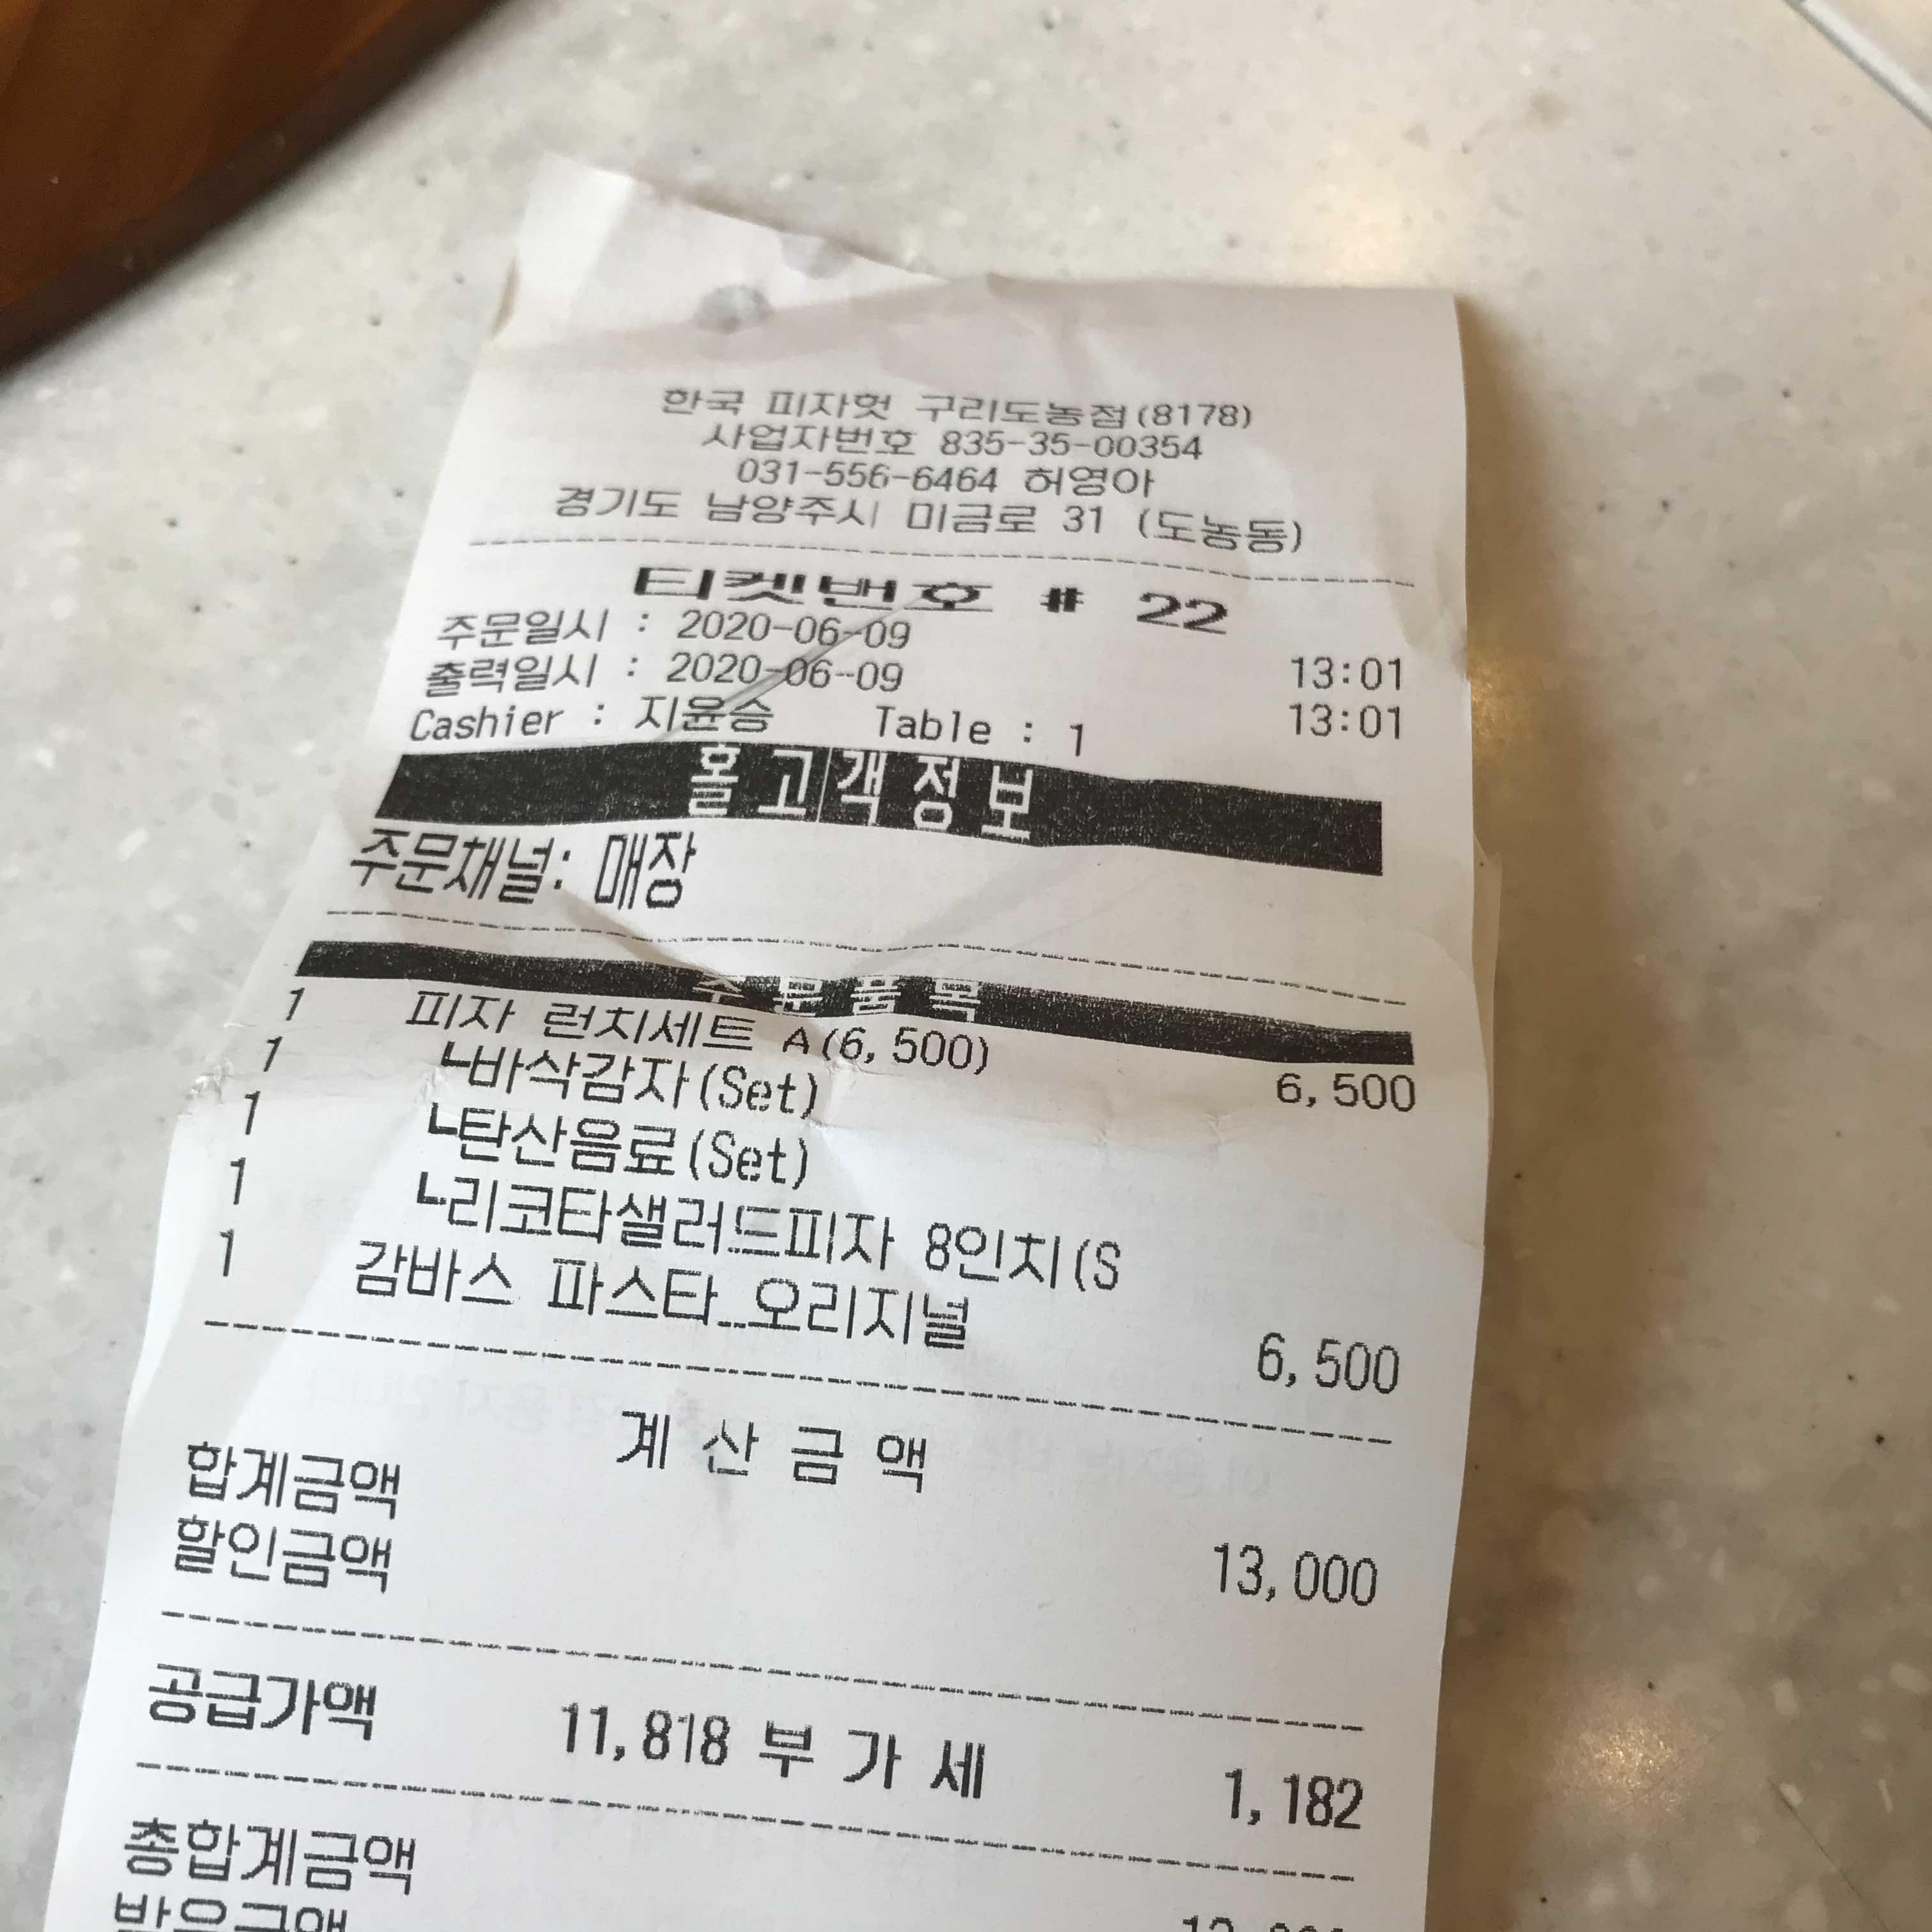 한국 피자헛 구리도농점(8178)
사업자번호 835-35-00354
031-556-6464 허영아
경기도 남양주시 미금로 31 (도농동)
티켓번호 # 22
주문일시 : 2020-06-09 13:01
출력일시 : 2020-06-09 13:01
Cashier : 지윤승 Table : 1
홀고객정보
주문채널: 매장
주문품목
1 피자 런치세트 A(6,500) 6,500
1 ┗바삭감자(Set)
1 ┗탄산음료(Set)
1 ┗리코타샐러드피자 8인치(S
1 감바스 파스타_오리지널 6,500
계 산 금 액
합계금액 13,000
할인금액
공급가액 11,818 부 가 세 1,182
총합계금액
받은금액